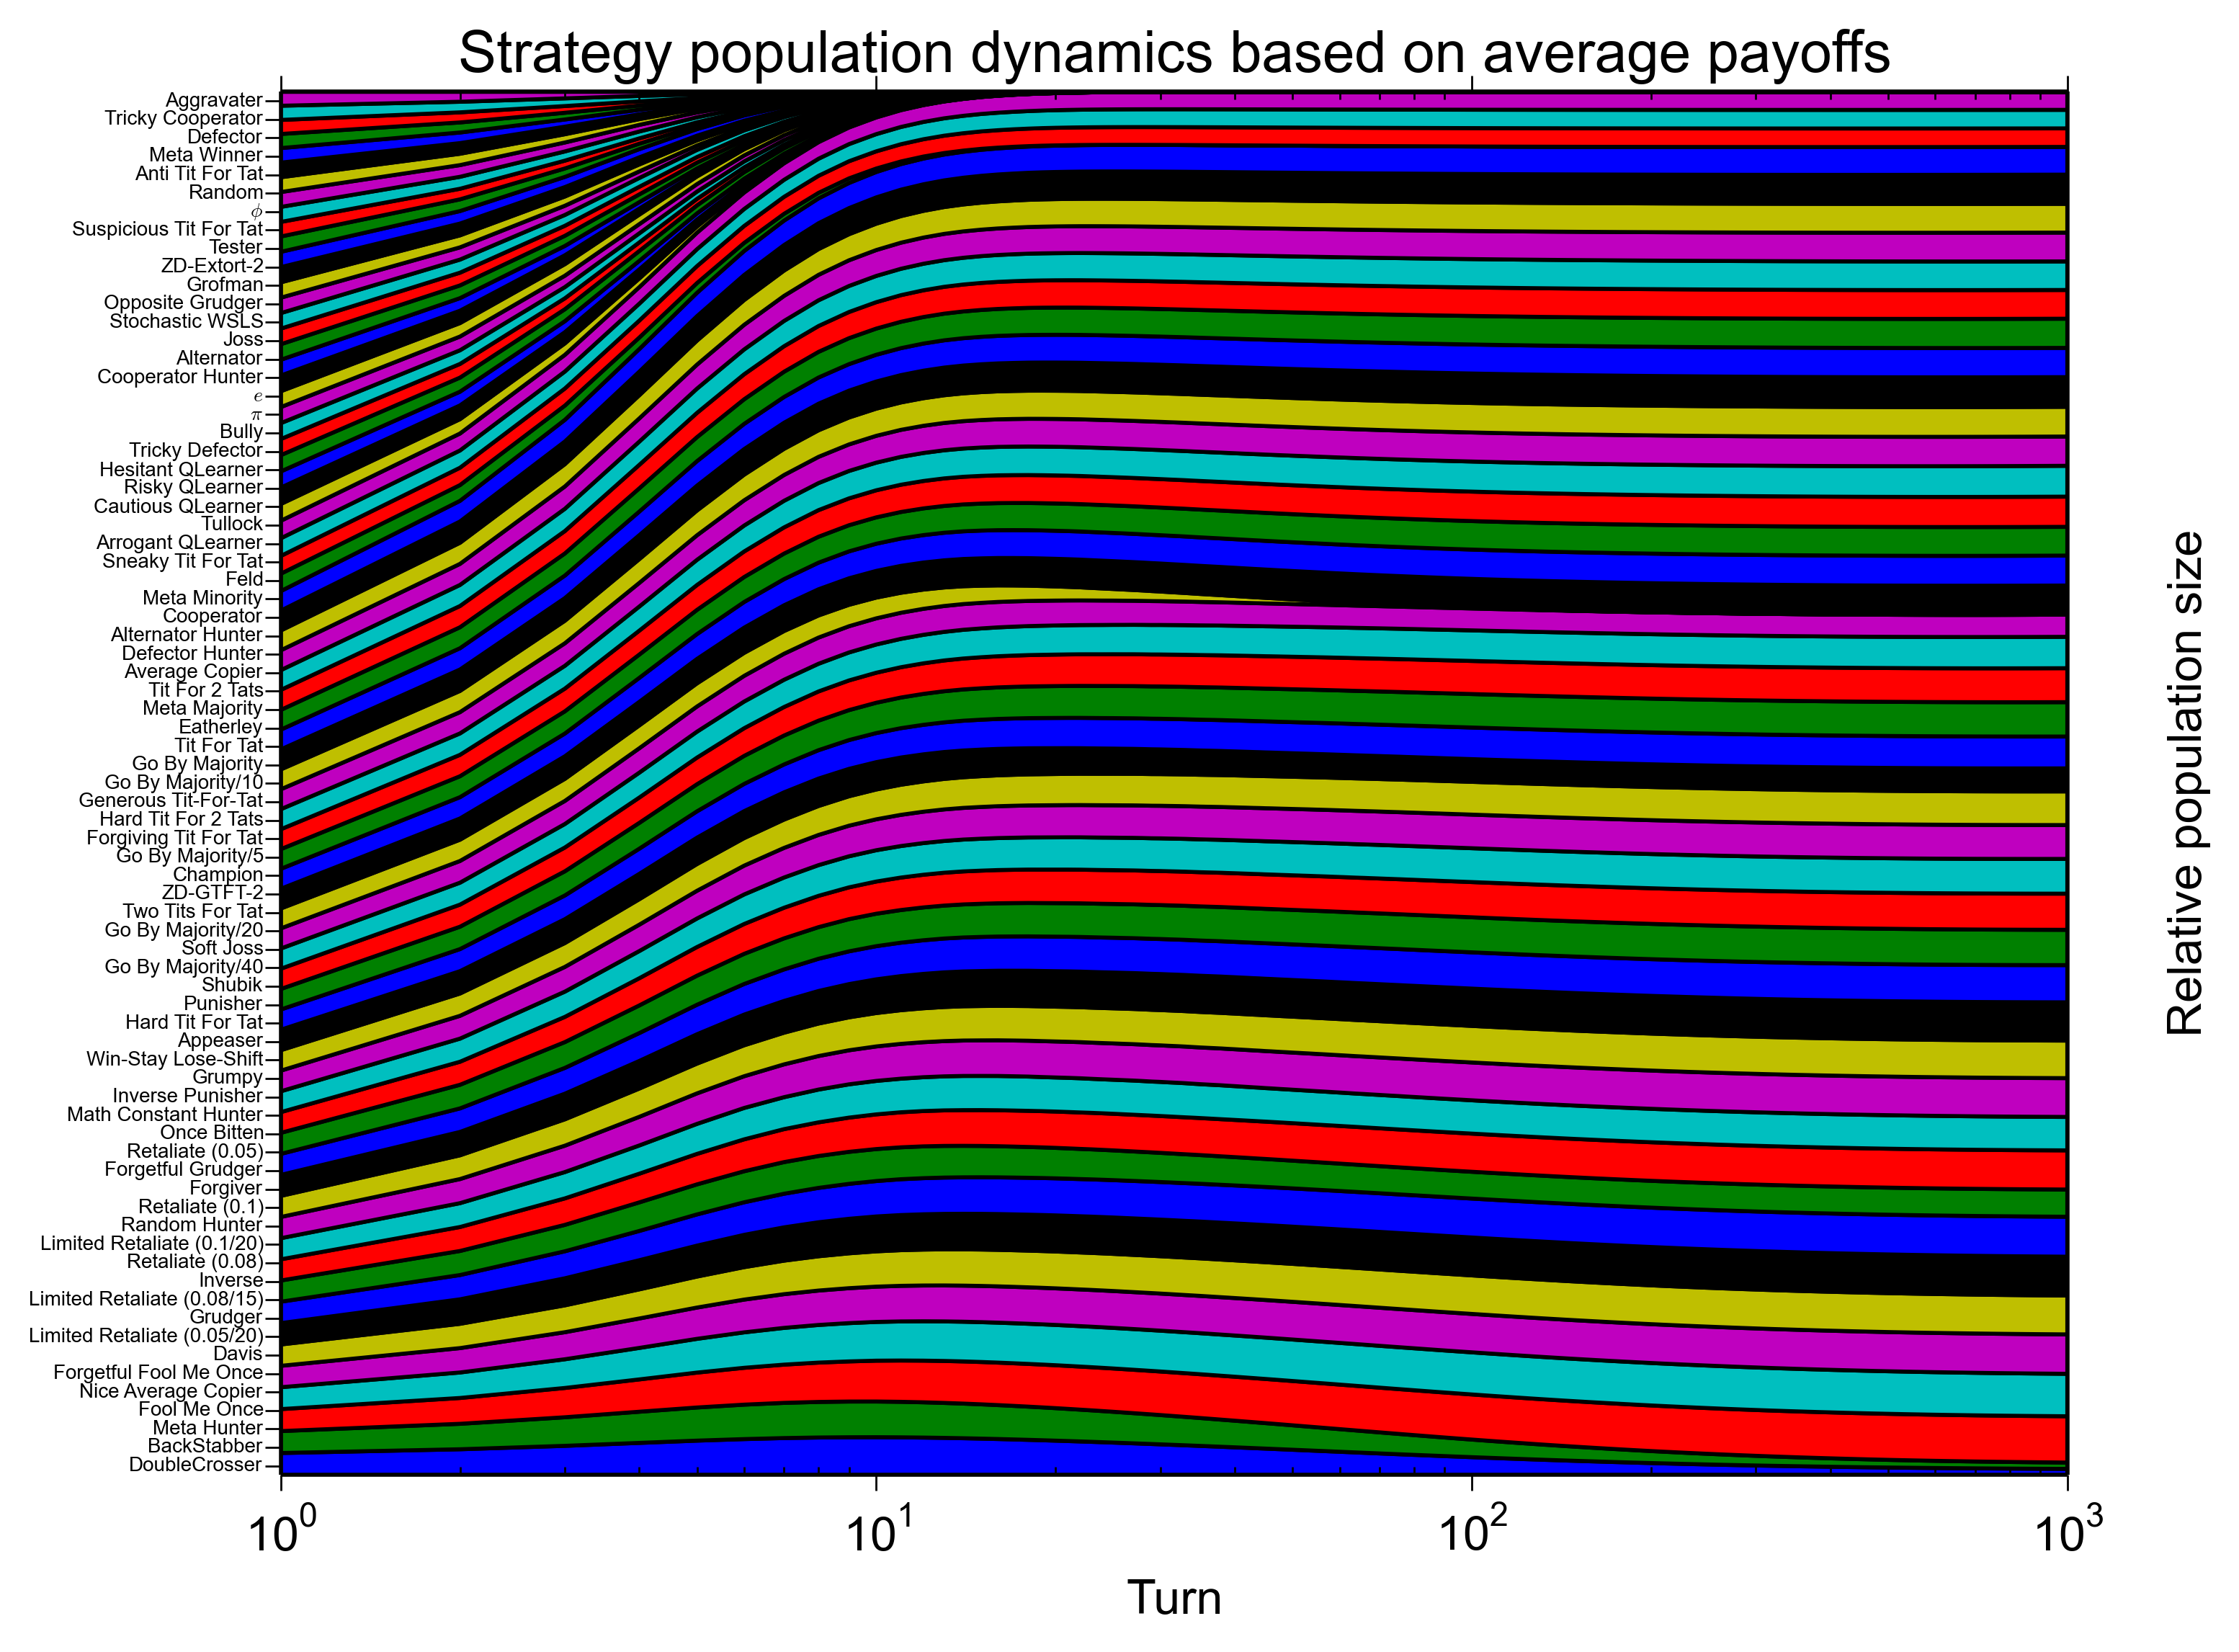 Strategy population dynamics based on average payoffs
Aggravater
Tricky Cooperator
Defector
Meta Winner
Anti Tit For Tat
Random
ϕ
Suspicious Tit For Tat
Tester
ZD-Extort-2
Grofman
Opposite Grudger
Stochastic WSLS
Joss
Alternator
Cooperator Hunter
e
π
Bully
Tricky Defector
Hesitant QLearner
Risky QLearner
Cautious QLearner
Tullock
Arrogant QLearner
Sneaky Tit For Tat
Feld
Meta Minority
Cooperator
Alternator Hunter
Defector Hunter
Average Copier
Tit For 2 Tats
Meta Majority
Eatherley
Tit For Tat
Go By Majority
Go By Majority/10
Generous Tit-For-Tat
Hard Tit For 2 Tats
Forgiving Tit For Tat
Go By Majority/5
Champion
ZD-GTFT-2
Two Tits For Tat
Go By Majority/20
Soft Joss
Go By Majority/40
Shubik
Punisher
Hard Tit For Tat
Appeaser
Win-Stay Lose-Shift
Grumpy
Inverse Punisher
Math Constant Hunter
Once Bitten
Retaliate (0.05)
Forgetful Grudger
Forgiver
Retaliate (0.1)
Random Hunter
Limited Retaliate (0.1/20)
Retaliate (0.08)
Inverse
Limited Retaliate (0.08/15)
Grudger
Limited Retaliate (0.05/20)
Davis
Forgetful Fool Me Once
Nice Average Copier
Fool Me Once
Meta Hunter
BackStabber
DoubleCrosser
Relative population size
10⁰ 10¹ 10² 10³
Turn